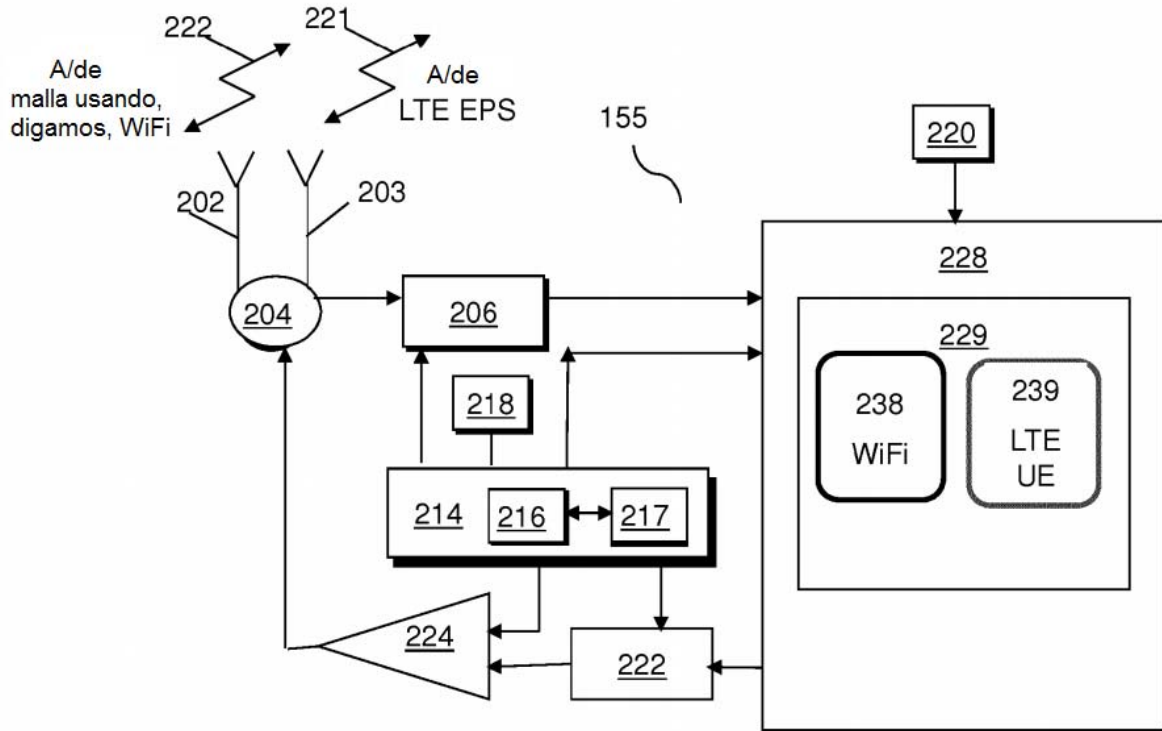 222
221
A/de
malla usando,
digamos, WiFi
A/de
LTE EPS
155
220
202
203
228
204
206
229
218
238
WiFi
239
LTE
UE
214
216
217
224
222